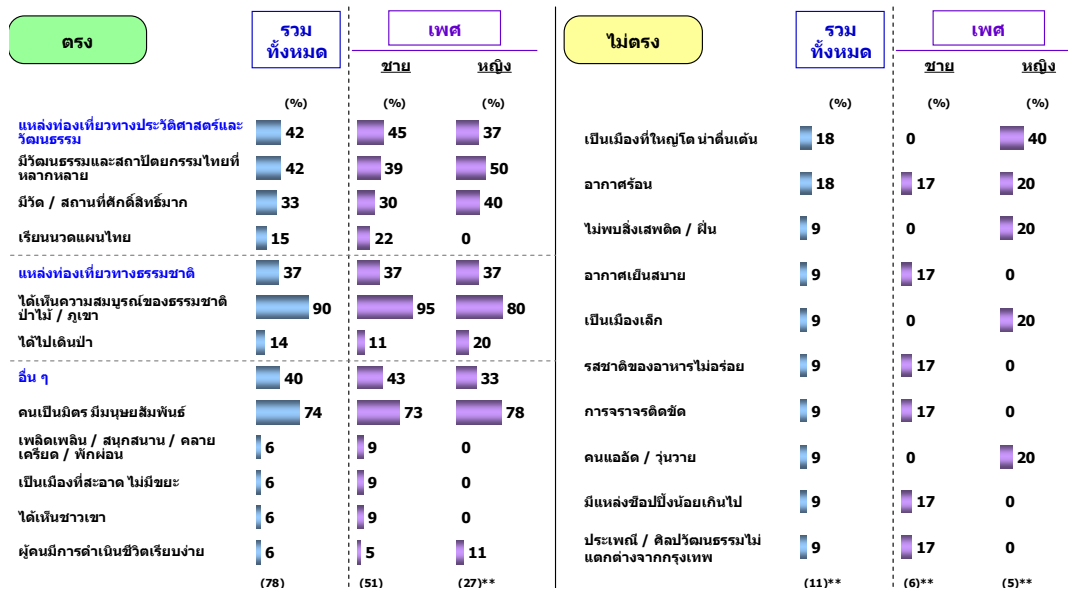 ตรง
รวม
ทั้งหมด
เพศ
ชาย
หญิง
(%)
(%)
(%)
แหล่งท่องเที่ยวทางประวัติศาสตร์และ
วัฒนธรรม
42
45
37
มีวัฒนธรรมและสถาปัตยกรรมไทยที่
หลากหลาย
42
39
50
มีวัด / สถานที่ศักดิ์สิทธิ์มาก
33
30
40
เรียนนวดแผนไทย
15
22
0
แหล่งท่องเที่ยวทางธรรมชาติ
37
37
37
ได้เห็นความสมบูรณ์ของธรรมชาติ
ป่าไม้ / ภูเขา
90
95
80
ได้ไปเดินป่า
14
11
20
อื่น ๆ
40
43
33
คนเป็นมิตร มีมนุษยสัมพันธ์
74
73
78
เพลิดเพลิน / สนุกสนาน / คลาย
เครียด / พักผ่อน
6
9
0
เป็นเมืองที่สะอาด ไม่มีขยะ
6
9
0
ได้เห็นชาวเขา
6
9
0
ผู้คนมีการดำเนินชีวิตเรียบง่าย
6
5
11
(78)
(51)
(27)**
ไม่ตรง
รวม
ทั้งหมด
เพศ
ชาย
หญิง
(%)
(%)
(%)
เป็นเมืองที่ใหญ่โต น่าตื่นเต้น
18
0
40
อากาศร้อน
18
17
20
ไม่พบสิ่งเสพติด / ฝิ่น
9
0
20
อากาศเย็นสบาย
9
17
0
เป็นเมืองเล็ก
9
0
20
รสชาติของอาหารไม่อร่อย
9
17
0
การจราจรติดขัด
9
17
0
คนแออัด / วุ่นวาย
9
0
20
มีแหล่งช๊อปปิ้งน้อยเกินไป
9
17
0
ประเพณี / ศิลปวัฒนธรรมไม่
แตกต่างจากกรุงเทพ
9
17
0
(11)**
(6)**
(5)**